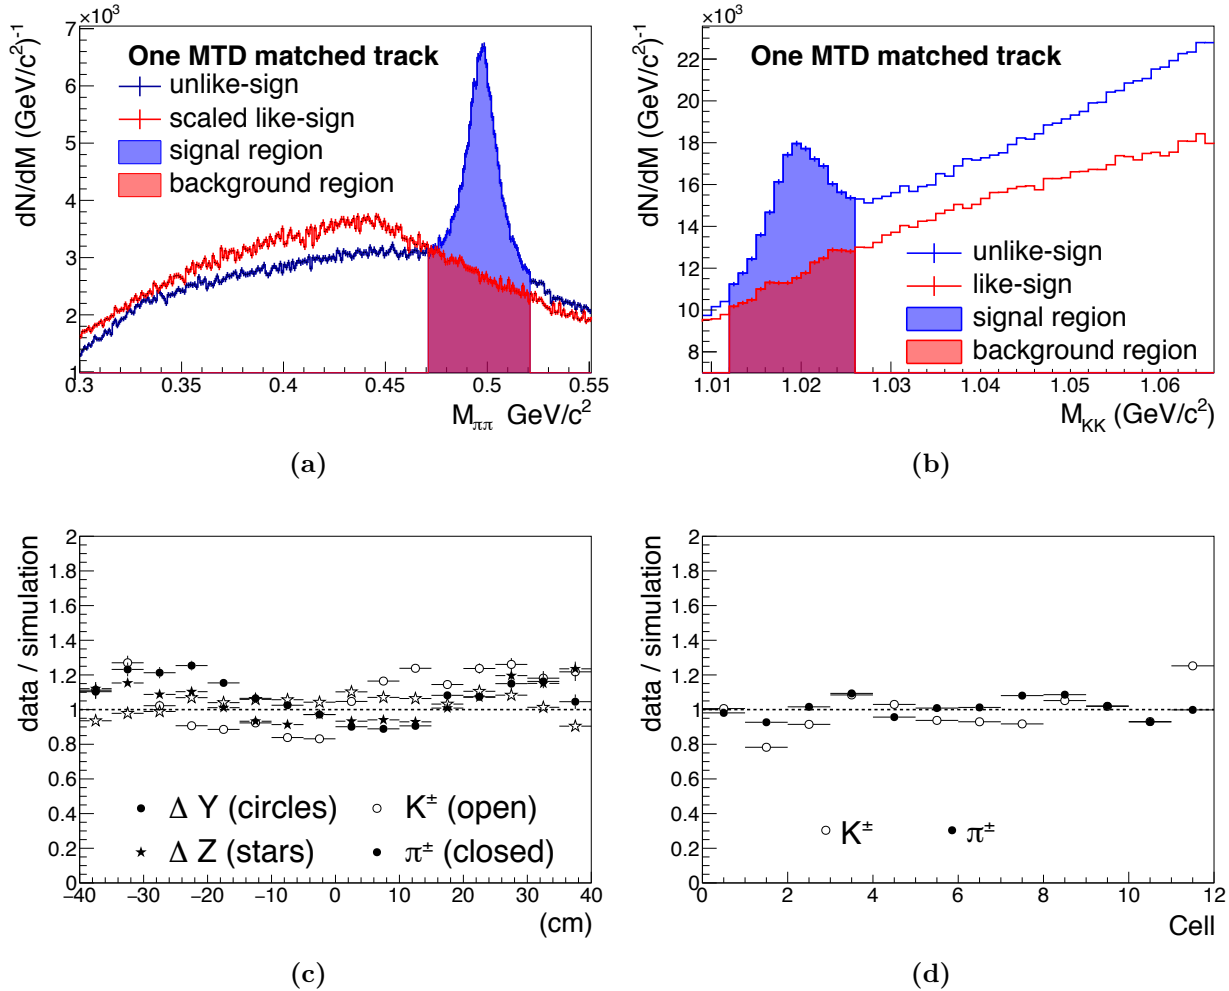 ×10³
One MTD matched track
unlike-sign
scaled like-sign
signal region
background region
dN/dM (GeV/c²)⁻¹
7
6
5
4
3
2
1
0.3 0.35 0.4 0.45 0.5 0.55
M_ππ GeV/c²
(a)
×10³
One MTD matched track
dN/dM (GeV/c²)⁻¹
22
20
18
16
14
12
10
8
unlike-sign
like-sign
signal region
background region
1.01 1.02 1.03 1.04 1.05 1.06
M_KK (GeV/c²)
(b)
data / simulation
2
1.8
1.6
1.4
1.2
1
0.8
0.6
0.4
0.2
0
Δ Y (circles) K± (open)
Δ Z (stars) π± (closed)
−40 −30 −20 −10 0 10 20 30 40
(cm)
(c)
data / simulation
2
1.8
1.6
1.4
1.2
1
0.8
0.6
0.4
0.2
0
K± π±
0 2 4 6 8 10 12
Cell
(d)